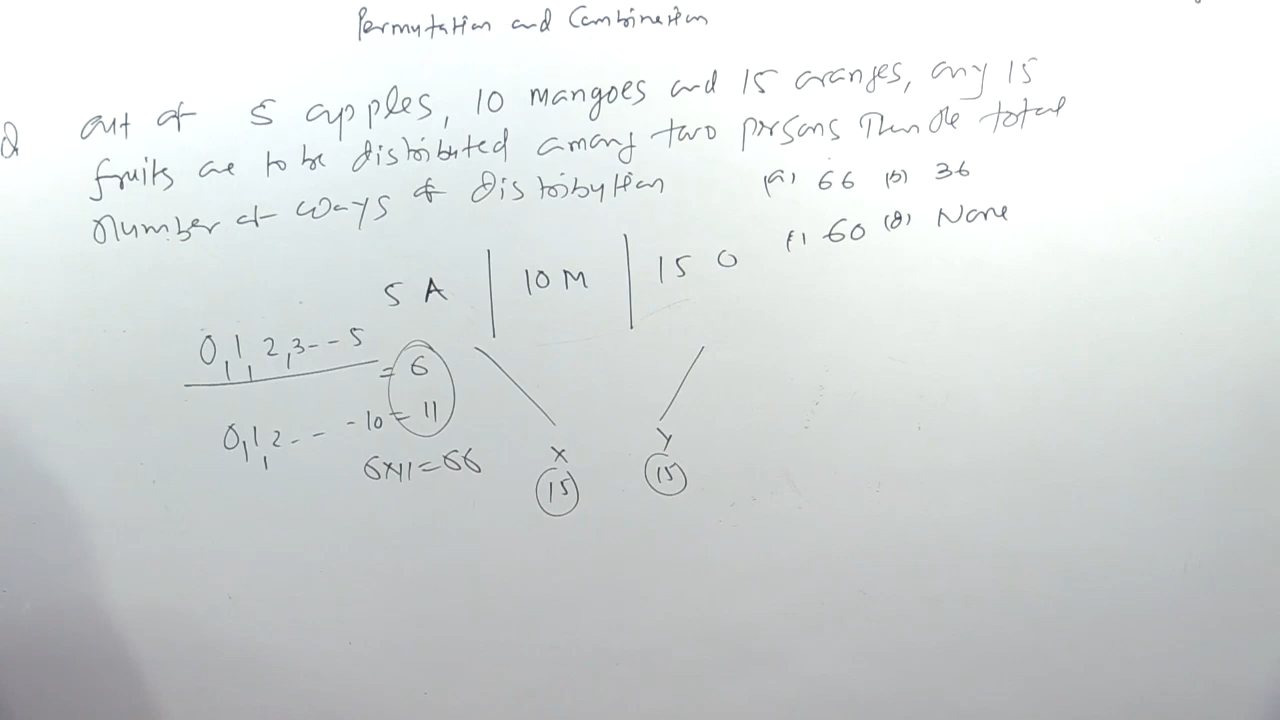 Permutation and Combination
Q out of 5 apples, 10 mangoes and 15 oranges, any 15
fruits are to be distributed among two persons Then the total
number of ways of distribution (a) 66 (b) 36
(c) 60 (d) None
5 A | 10 M | 15 O
0, 1, 2, 3 - - 5 = 6
0, 1, 2 - - - - 10 = 11
6×11 = 66
X Y
15 15